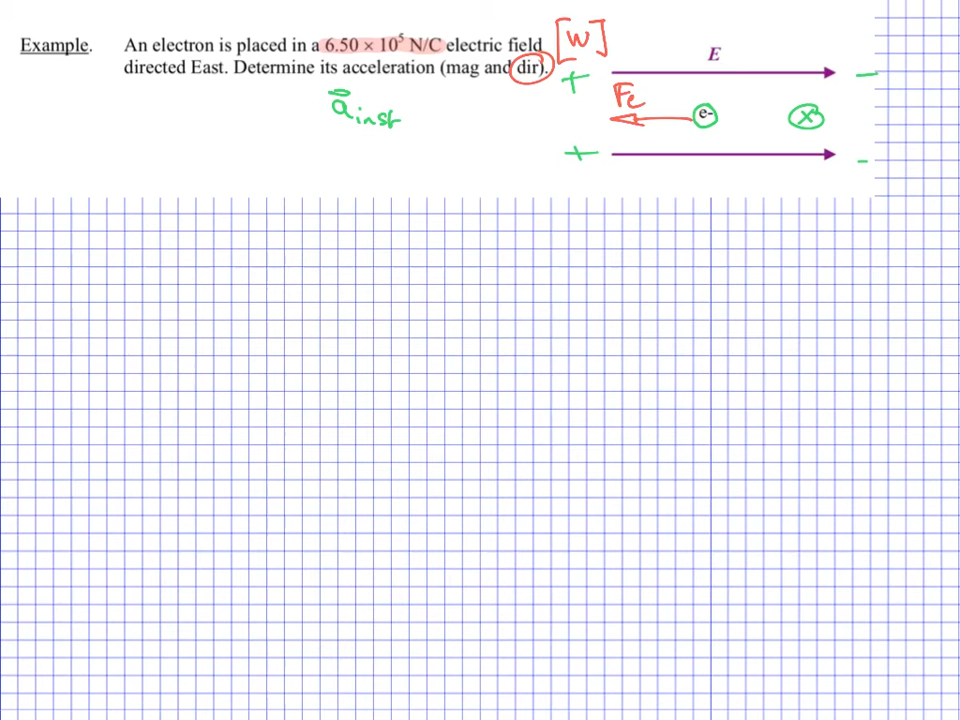 Example. An electron is placed in a 6.50 × 10⁵ N/C electric field [W]
directed East. Determine its acceleration (mag and dir).
E
+ −
a⃗ inst
Fe
e-
+ -